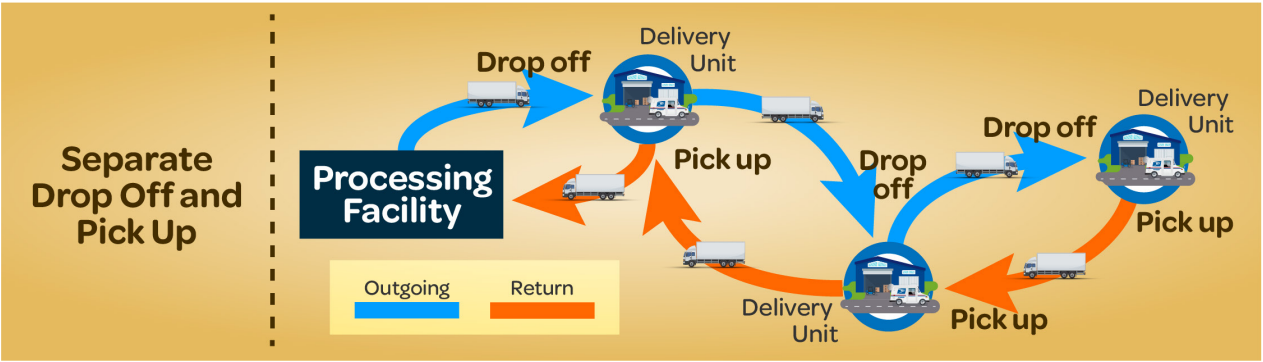 Separate
Drop Off and
Pick Up
Drop off
Delivery
Unit
Processing
Facility
Pick up
Drop
off
Drop off
Delivery
Unit
Pick up
Delivery
Unit
Pick up
Outgoing
Return